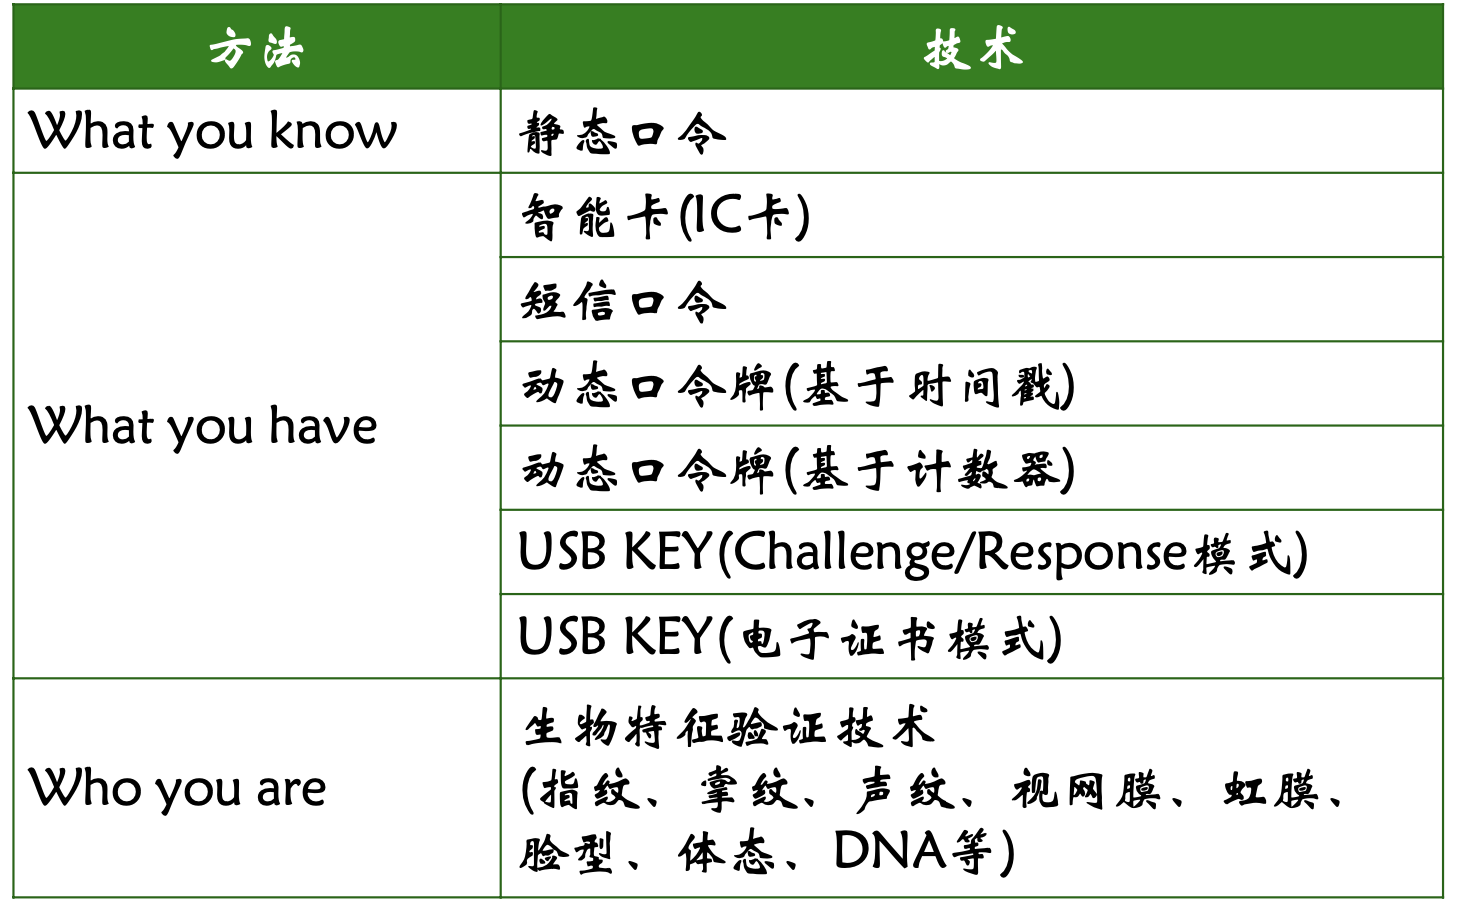 方法
技术
What you know
静态口令
What you have
智能卡(IC卡)
短信口令
动态口令牌(基于时间戳)
动态口令牌(基于计数器)
USB KEY(Challenge/Response模式)
USB KEY(电子证书模式)
Who you are
生物特征验证技术
(指纹、掌纹、声纹、视网膜、虹膜、
脸型、体态、DNA等)